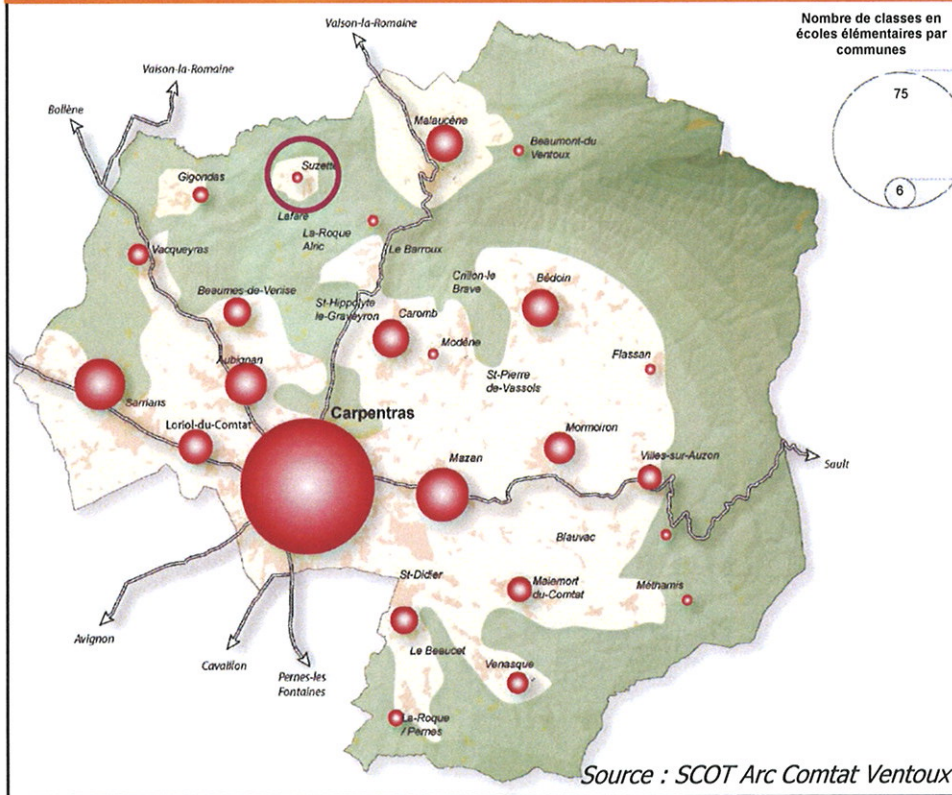 Nombre de classes en
écoles élémentaires par
communes
75
6
Vaison-la-Romaine
Vaison-la-Romaine
Bollène
Malaucène
Beaumont-du
Ventoux
Suzette
Gigondas
Lafare
La-Roque
Alric
Le Barroux
Vacqueyras
Crillon-le
Brave
Bédoin
Beaumes-de-Venise
St-Hippolyte
le-Graveyron
Caromb
Modène
Flassan
St-Pierre
de-Vassols
Aubignan
Sarrians
Carpentras
Loriol-du-Comtat
Mormoiron
Mazan
Villes-sur-Auzon
Sault
Blauvac
St-Didier
Malemort
du-Comtat
Méthamis
Avignon
Le Beaucet
Venasque
Cavaillon
Pernes-les
Fontaines
La-Roque
/ Pernes
Source : SCOT Arc Comtat Ventoux